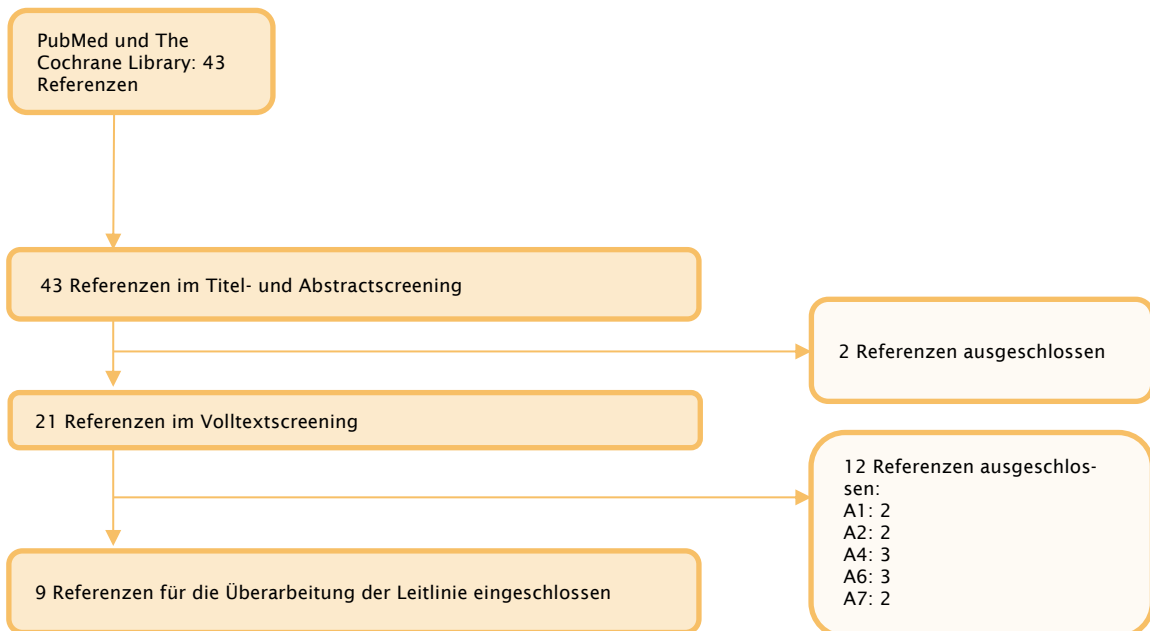 PubMed und The
Cochrane Library: 43
Referenzen
43 Referenzen im Titel- und Abstractscreening
2 Referenzen ausgeschlossen
21 Referenzen im Volltextscreening
12 Referenzen ausgeschlos-
sen:
A1: 2
A2: 2
A4: 3
A6: 3
A7: 2
9 Referenzen für die Überarbeitung der Leitlinie eingeschlossen